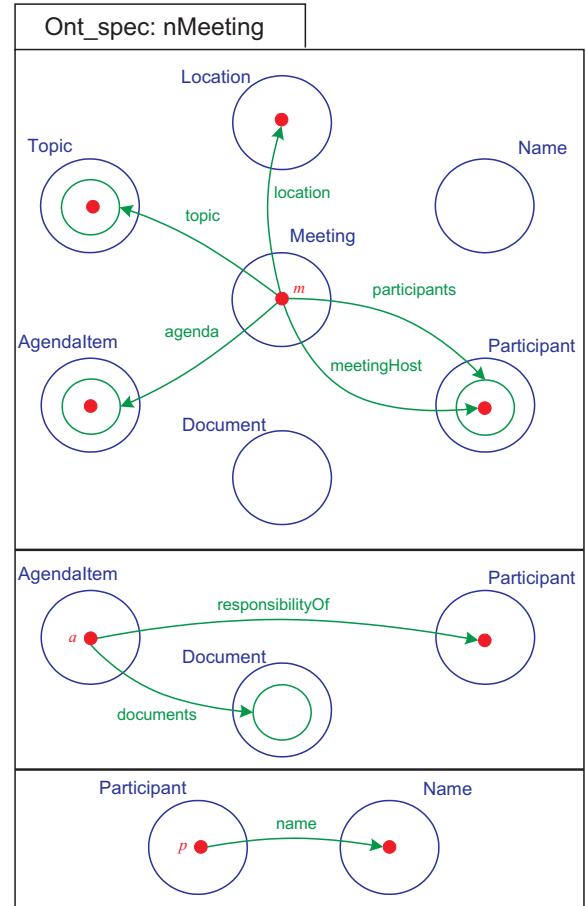 Ont_spec: nMeeting
Location
Topic
Name
location
topic
Meeting
m
participants
agenda
AgendaItem
Participant
meetingHost
Document
AgendaItem
Participant
responsibilityOf
a
Document
documents
Participant
Name
name
p